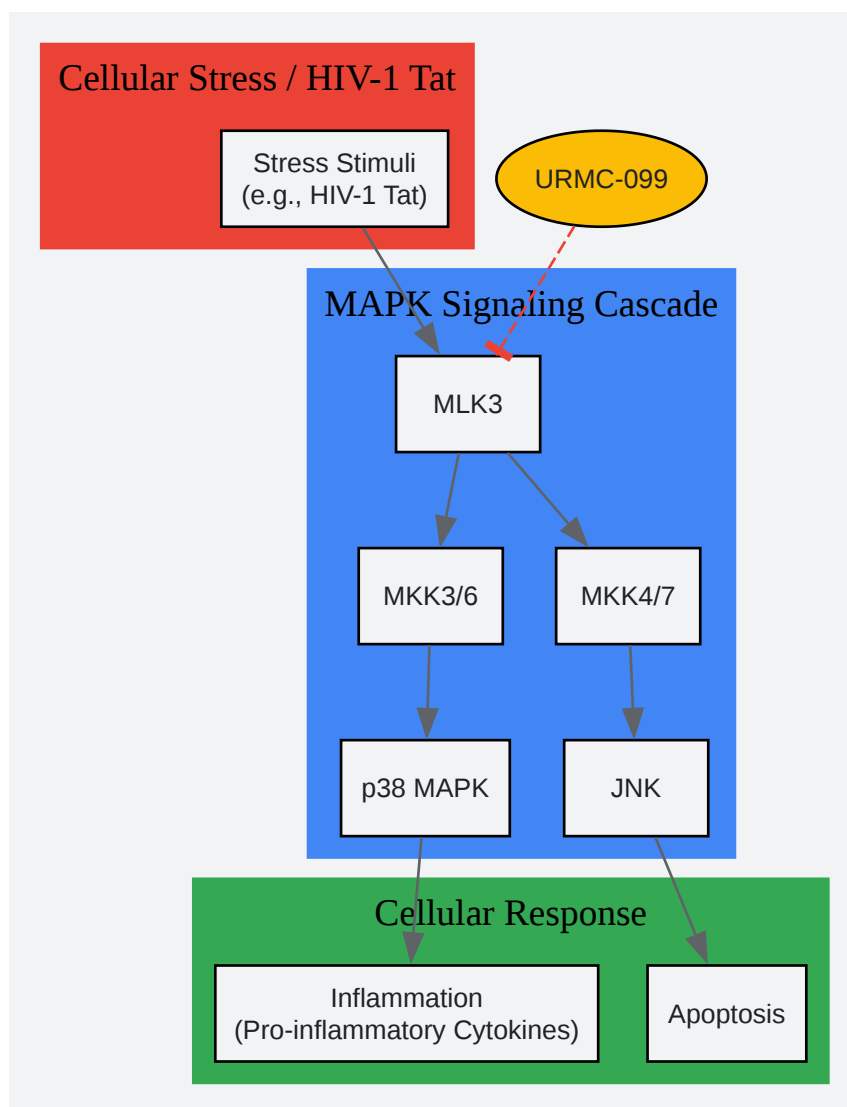 Cellular Stress / HIV-1 Tat
Stress Stimuli
(e.g., HIV-1 Tat)
URMC-099
MAPK Signaling Cascade
MLK3
MKK3/6
MKK4/7
p38 MAPK
JNK
Cellular Response
Inflammation
(Pro-inflammatory Cytokines)
Apoptosis